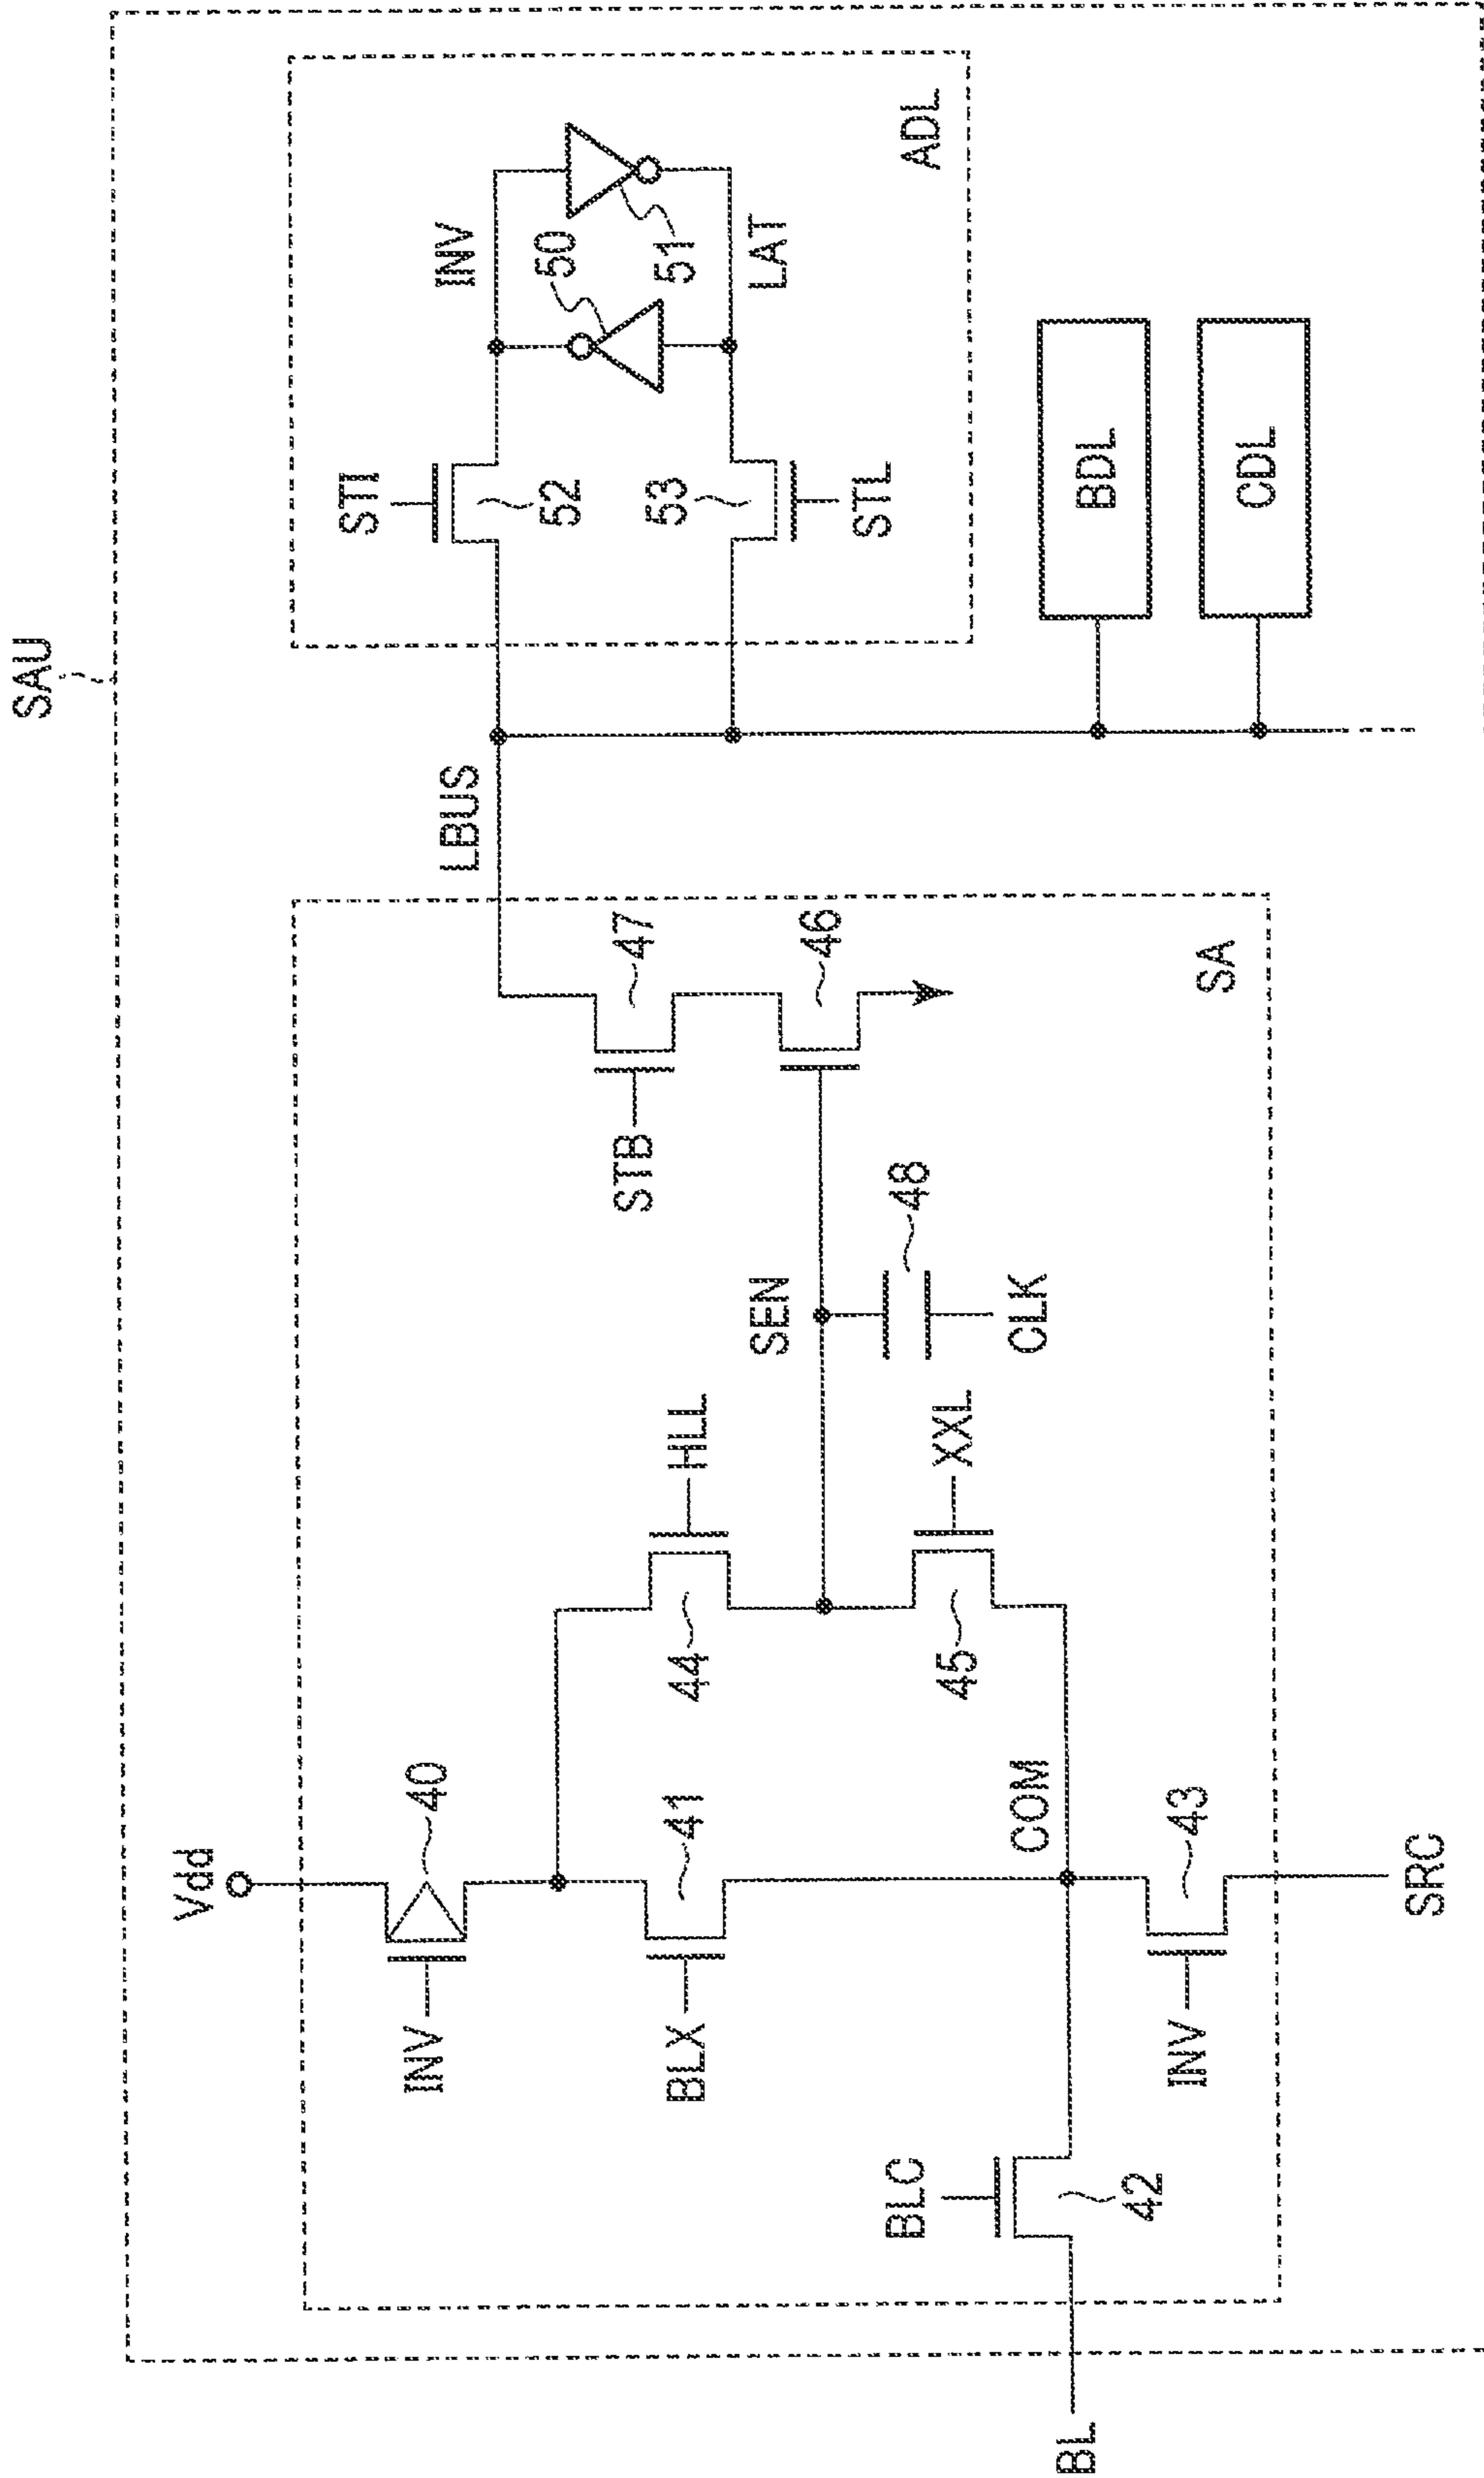 SAU
Vdd
INV
40
BLX
41
44
HLL
STB
47
LBUS
STI
52
INV
50
51
LAT
53
STL
ADL
46
SEN
48
CLK
45
XXL
COM
BLC
42
INV
43
SA
BDL
CDL
BL
SRC